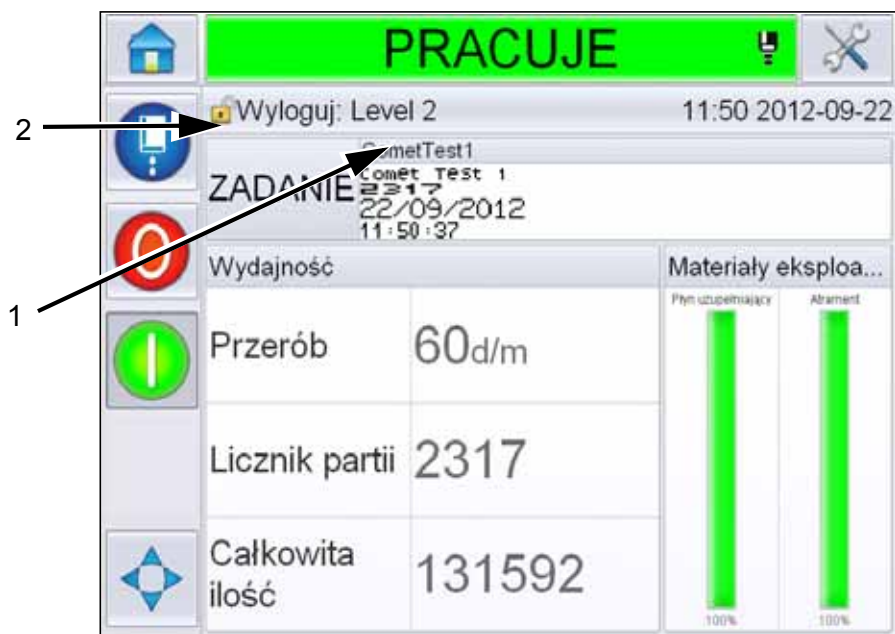 PRACUJE
2
Wyloguj: Level 2 11:50 2012-09-22
CometTest1
ZADANIE
Comet Test 1
2317
22/09/2012
11:50:37
1
Wydajność
Materiały eksploa...
Płyn uzupełniający Atrament
Przerób 60d/m
Licznik partii 2317
Całkowita
ilość
131592
100% 100%